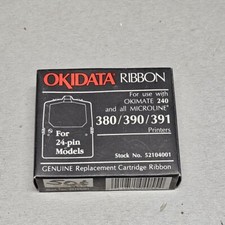 OKIDATA RIBBON
For use with
OKIMATE 240
and all MICROLINE
380/390/391
Printers
For
24-pin
Models
Stock No. 52104001
GENUINE Replacement Cartridge Ribbon